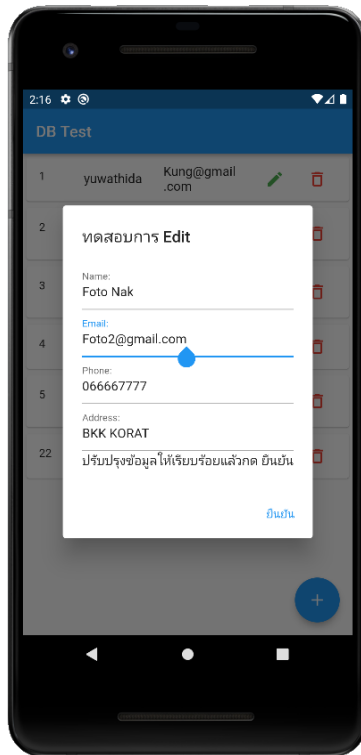 2:16
DB Test
1 yuwathida Kung@gmail
.com
2
ทดสอบการ Edit
Name:
Foto Nak
3
Email:
Foto2@gmail.com
4
Phone:
066667777
5
Address:
BKK KORAT
22
ปรับปรุงข้อมูลให้เรียบร้อยแล้วกด ยืนยัน
ยืนยัน
+